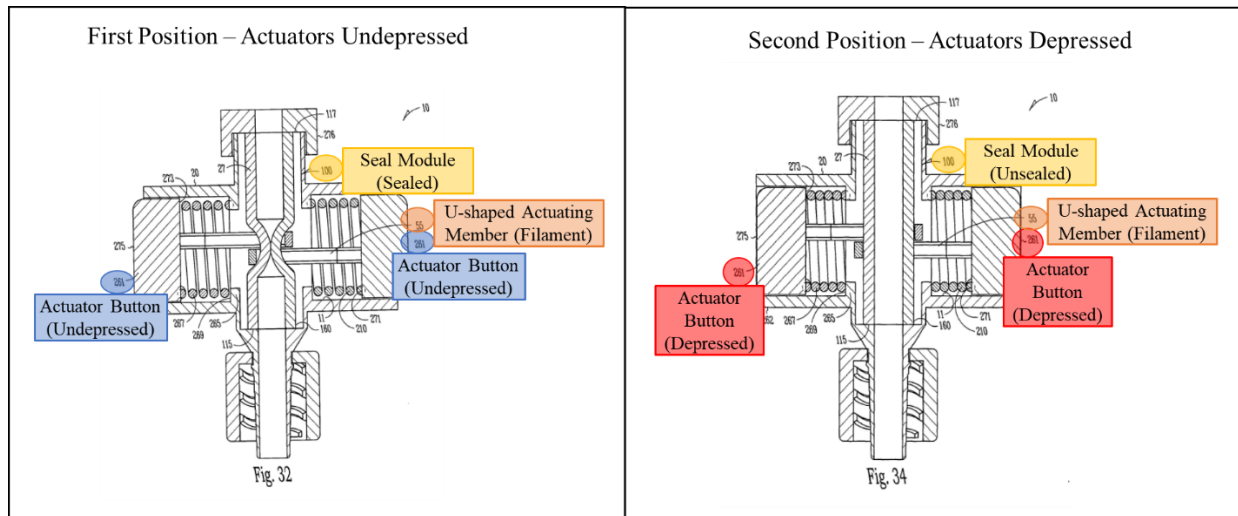 First Position – Actuators Undepressed
117
10
276
27
100
Seal Module
(Sealed)
273
20
55
U-shaped Actuating
Member (Filament)
275
261
Actuator Button
(Undepressed)
261
Actuator Button
(Undepressed)
267
269
265
11
271
210
160
115
Fig. 32
Second Position – Actuators Depressed
117
10
276
27
100
Seal Module
(Unsealed)
273
20
55
U-shaped Actuating
Member (Filament)
275
261
Actuator
Button
(Depressed)
261
Actuator
Button
(Depressed)
262
267
269
265
11
271
210
160
115
Fig. 34